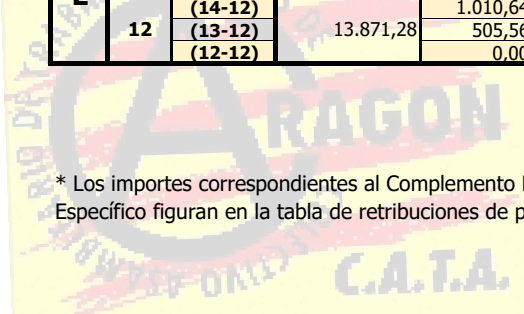 (14-12) 1.010,64
12 (13-12) 13.871,28 505,56
(12-12) 0,00
ARAGON
* Los importes correspondientes al Complemento
Específico figuran en la tabla de retribuciones de
C.A.T.A.